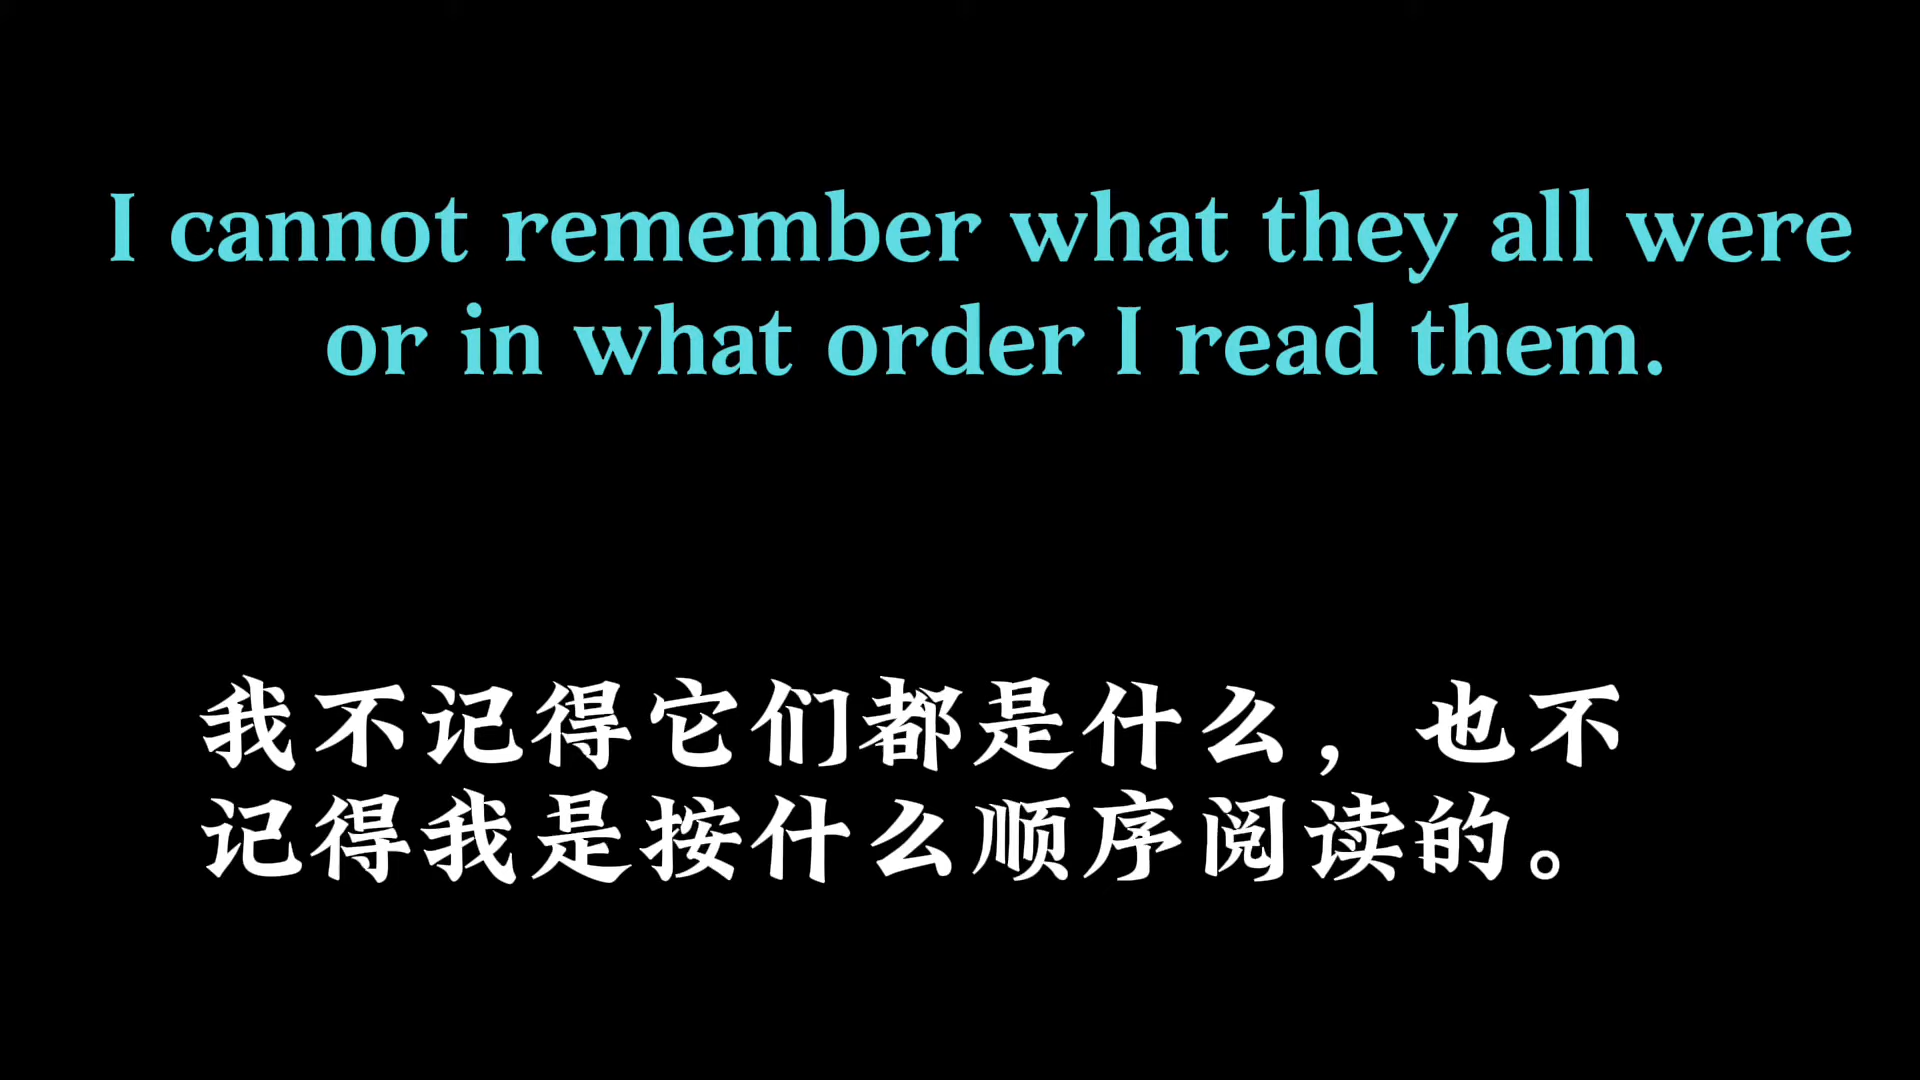 I cannot remember what they all were
or in what order I read them.
我不记得它们都是什么，也不
记得我是按什么顺序阅读的。